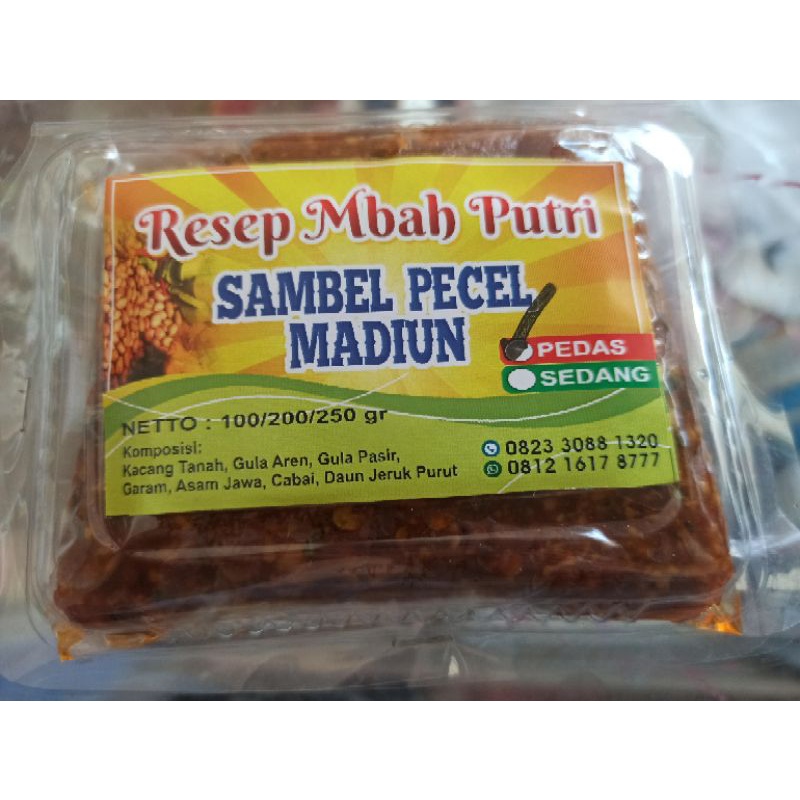 Resep Mbah Putri
SAMBEL PECEL
MADIUN
PEDAS
SEDANG
NETTO : 100/200/250 gr
Komposisi:
Kacang Tanah, Gula Aren, Gula Pasir,
Garam, Asam Jawa, Cabai, Daun Jeruk Purut
0823 3088 1320
0812 1617 8777